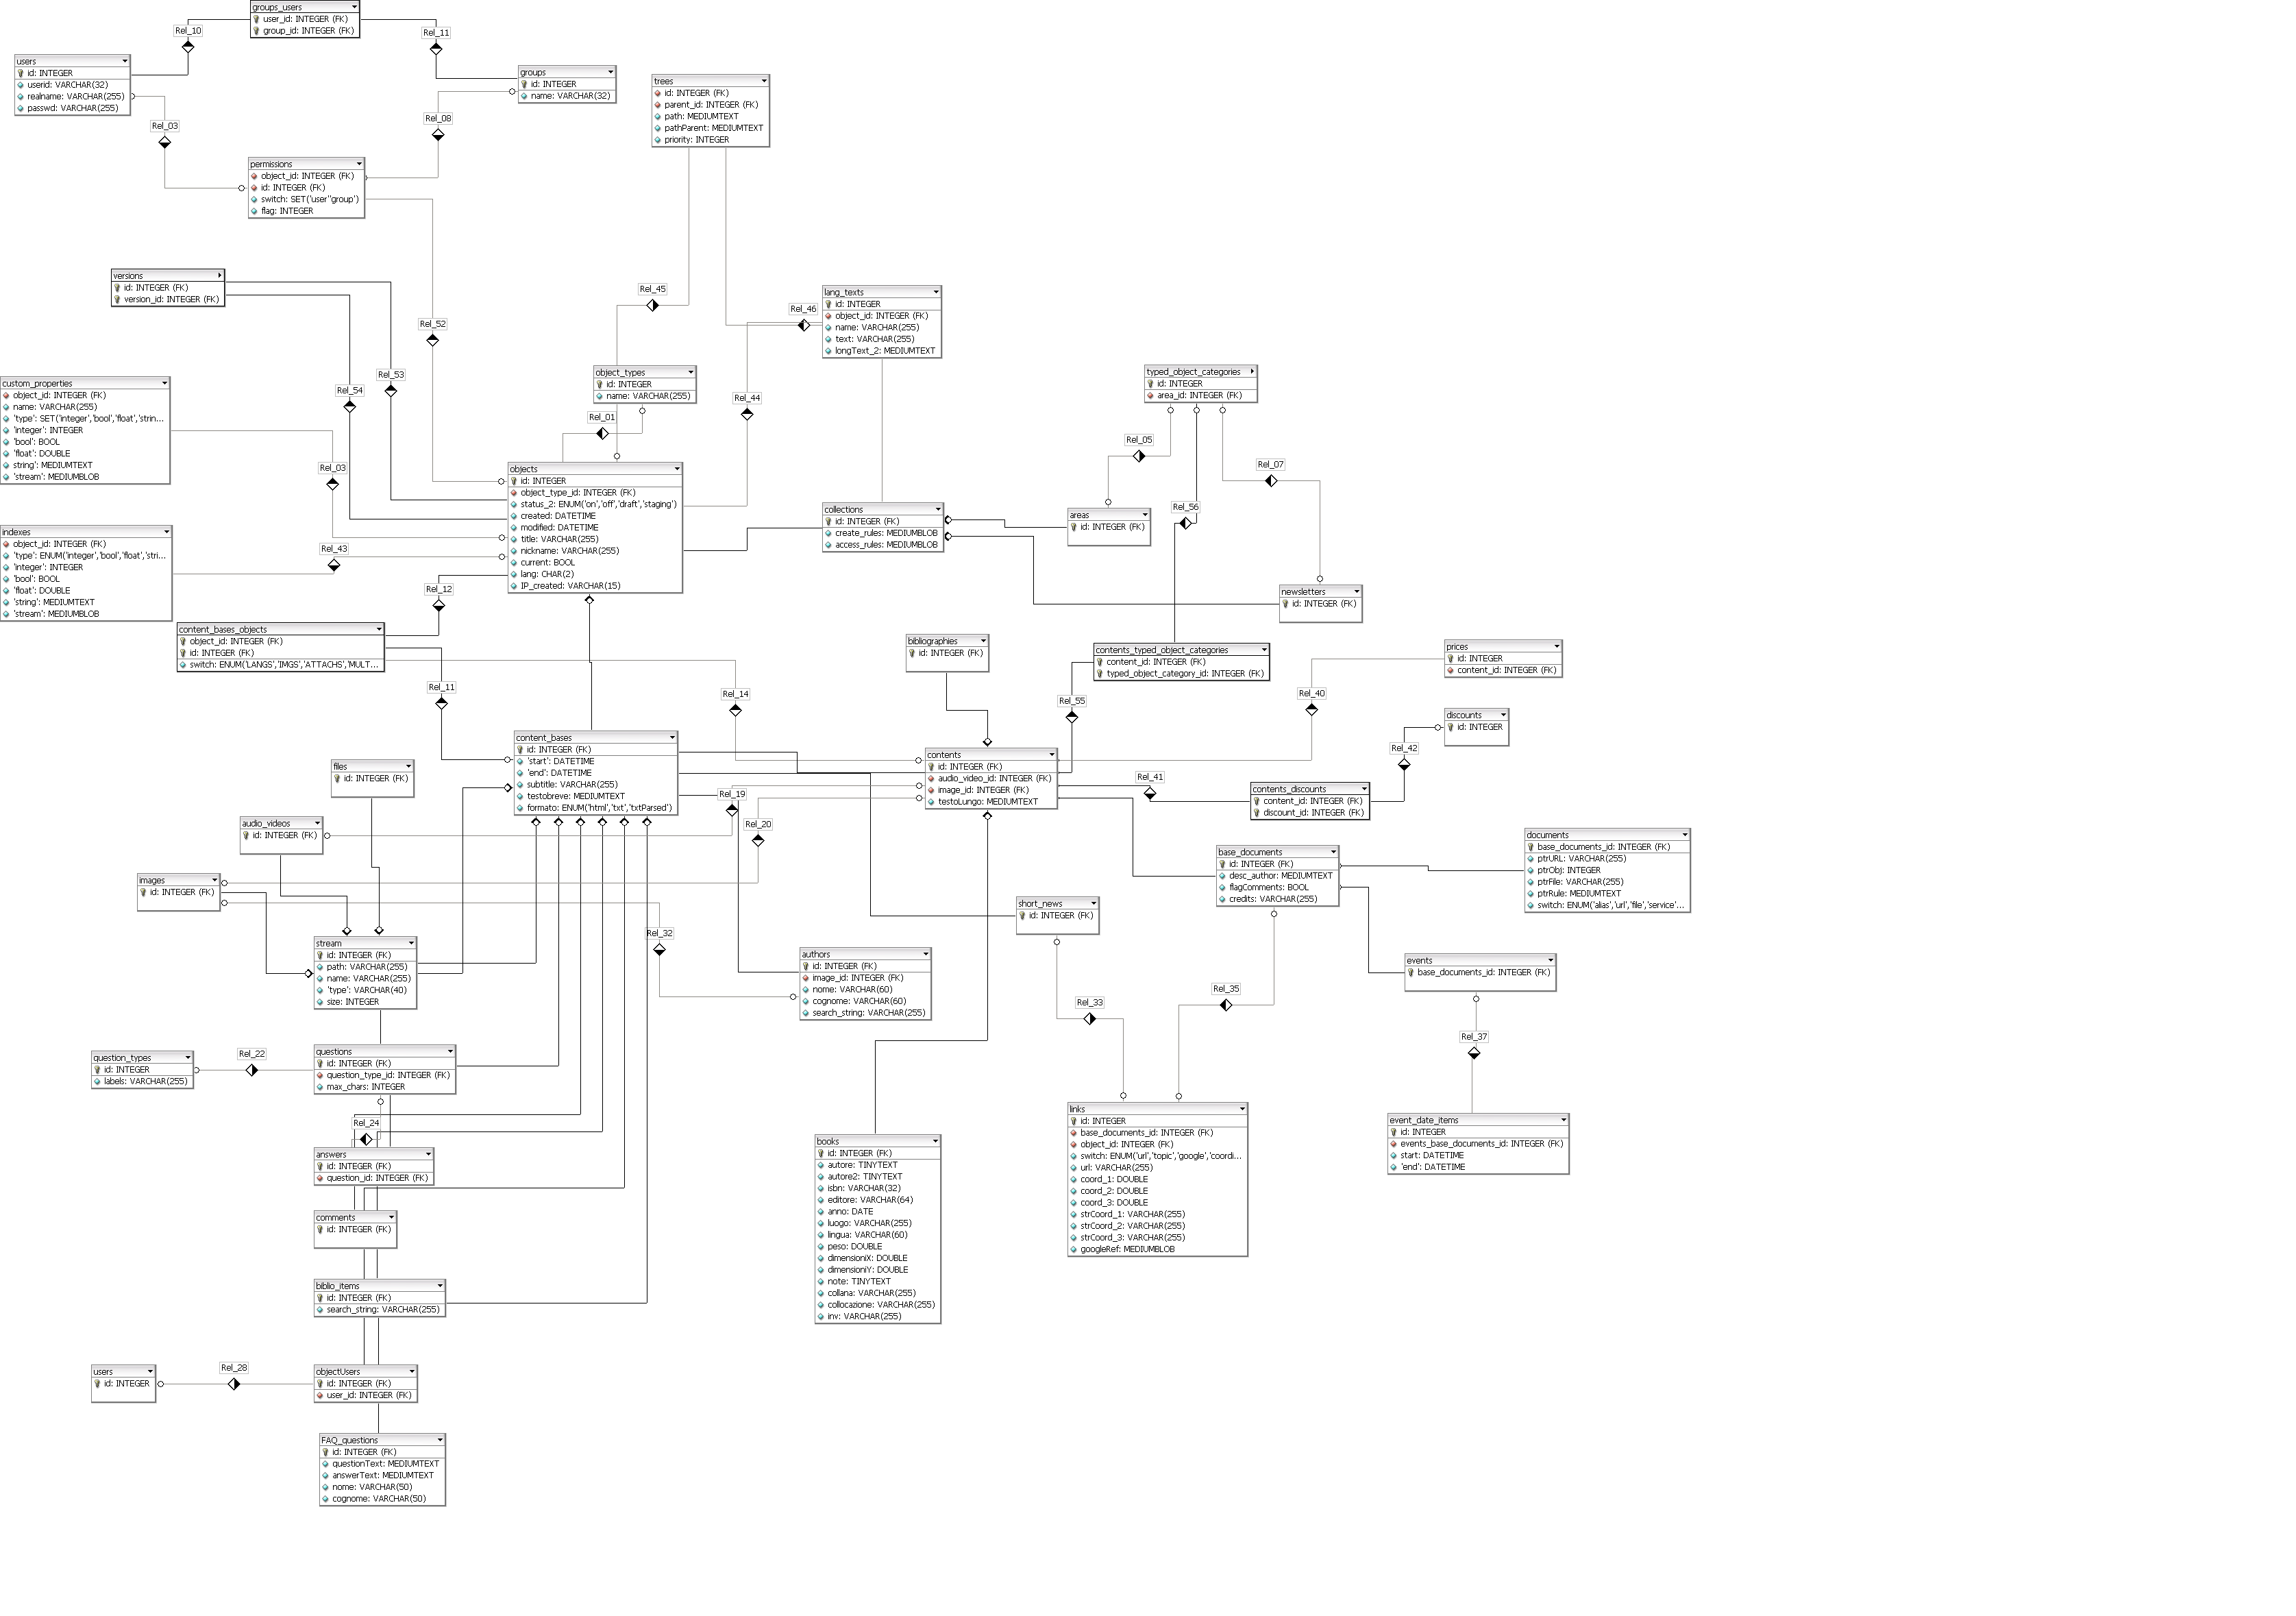 groups_users
user_id: INTEGER (FK)
group_id: INTEGER (FK)
Rel_10
Rel_11
users
id: INTEGER
userid: VARCHAR(32)
realname: VARCHAR(255)
passwd: VARCHAR(255)
groups
id: INTEGER
name: VARCHAR(32)
trees
id: INTEGER (FK)
parent_id: INTEGER (FK)
path: MEDIUMTEXT
pathParent: MEDIUMTEXT
priority: INTEGER
Rel_03
Rel_08
permissions
object_id: INTEGER (FK)
id: INTEGER (FK)
switch: SET('user''group')
flag: INTEGER
versions
id: INTEGER (FK)
version_id: INTEGER (FK)
Rel_45
Rel_46
lang_texts
id: INTEGER
object_id: INTEGER (FK)
name: VARCHAR(255)
text: VARCHAR(255)
longText_2: MEDIUMTEXT
Rel_52
Rel_53
Rel_54
object_types
id: INTEGER
name: VARCHAR(255)
Rel_44
Rel_01
typed_object_categories
id: INTEGER
area_id: INTEGER (FK)
custom_properties
object_id: INTEGER (FK)
name: VARCHAR(255)
'type': SET('integer','bool','float','strin...
'integer': INTEGER
'bool': BOOL
'float': DOUBLE
string': MEDIUMTEXT
'stream': MEDIUMBLOB
Rel_03
Rel_05
Rel_07
Rel_56
objects
id: INTEGER
object_type_id: INTEGER (FK)
status_2: ENUM('on','off','draft','staging')
created: DATETIME
modified: DATETIME
title: VARCHAR(255)
nickname: VARCHAR(255)
current: BOOL
lang: CHAR(2)
IP_created: VARCHAR(15)
collections
id: INTEGER (FK)
create_rules: MEDIUMBLOB
access_rules: MEDIUMBLOB
areas
id: INTEGER (FK)
indexes
object_id: INTEGER (FK)
'type': ENUM('integer','bool','float','stri...
'integer': INTEGER
'bool': BOOL
'float': DOUBLE
'string': MEDIUMTEXT
'stream': MEDIUMBLOB
Rel_43
Rel_12
newsletters
id: INTEGER (FK)
content_bases_objects
object_id: INTEGER (FK)
id: INTEGER (FK)
switch: ENUM('LANGS','IMGS','ATTACHS','MULT...
bibliographies
id: INTEGER (FK)
contents_typed_object_categories
content_id: INTEGER (FK)
typed_object_category_id: INTEGER (FK)
prices
id: INTEGER
content_id: INTEGER (FK)
Rel_11
Rel_14
Rel_55
Rel_40
discounts
id: INTEGER
Rel_42
content_bases
id: INTEGER (FK)
'start': DATETIME
'end': DATETIME
subtitle: VARCHAR(255)
testobreve: MEDIUMTEXT
formato: ENUM('html','txt','txtParsed')
contents
id: INTEGER (FK)
audio_video_id: INTEGER (FK)
image_id: INTEGER (FK)
testoLungo: MEDIUMTEXT
files
id: INTEGER (FK)
Rel_41
contents_discounts
content_id: INTEGER (FK)
discount_id: INTEGER (FK)
Rel_19
Rel_20
audio_videos
id: INTEGER (FK)
documents
base_documents_id: INTEGER (FK)
ptrURL: VARCHAR(255)
ptrObj: INTEGER
ptrFile: VARCHAR(255)
ptrRule: MEDIUMTEXT
switch: ENUM('alias','url','file','service'...
base_documents
id: INTEGER (FK)
desc_author: MEDIUMTEXT
flagComments: BOOL
credits: VARCHAR(255)
images
id: INTEGER (FK)
short_news
id: INTEGER (FK)
Rel_32
stream
id: INTEGER (FK)
path: VARCHAR(255)
name: VARCHAR(255)
'type': VARCHAR(40)
size: INTEGER
authors
id: INTEGER (FK)
image_id: INTEGER (FK)
nome: VARCHAR(60)
cognome: VARCHAR(60)
search_string: VARCHAR(255)
events
base_documents_id: INTEGER (FK)
Rel_33
Rel_35
Rel_37
question_types
id: INTEGER
labels: VARCHAR(255)
Rel_22
questions
id: INTEGER (FK)
question_type_id: INTEGER (FK)
max_chars: INTEGER
Rel_24
answers
id: INTEGER (FK)
question_id: INTEGER (FK)
books
id: INTEGER (FK)
autore: TINYTEXT
autore2: TINYTEXT
isbn: VARCHAR(32)
editore: VARCHAR(64)
anno: DATE
luogo: VARCHAR(255)
lingua: VARCHAR(60)
peso: DOUBLE
dimensioniX: DOUBLE
dimensioniY: DOUBLE
note: TINYTEXT
collana: VARCHAR(255)
collocazione: VARCHAR(255)
inv: VARCHAR(255)
links
id: INTEGER
base_documents_id: INTEGER (FK)
object_id: INTEGER (FK)
switch: ENUM('url','topic','google','coordi...
url: VARCHAR(255)
coord_1: DOUBLE
coord_2: DOUBLE
coord_3: DOUBLE
strCoord_1: VARCHAR(255)
strCoord_2: VARCHAR(255)
strCoord_3: VARCHAR(255)
googleRef: MEDIUMBLOB
event_date_items
id: INTEGER
events_base_documents_id: INTEGER (FK)
start: DATETIME
'end': DATETIME
comments
id: INTEGER (FK)
biblio_items
id: INTEGER (FK)
search_string: VARCHAR(255)
users
id: INTEGER
Rel_28
objectUsers
id: INTEGER (FK)
user_id: INTEGER (FK)
FAQ_questions
id: INTEGER (FK)
questionText: MEDIUMTEXT
answerText: MEDIUMTEXT
nome: VARCHAR(50)
cognome: VARCHAR(50)